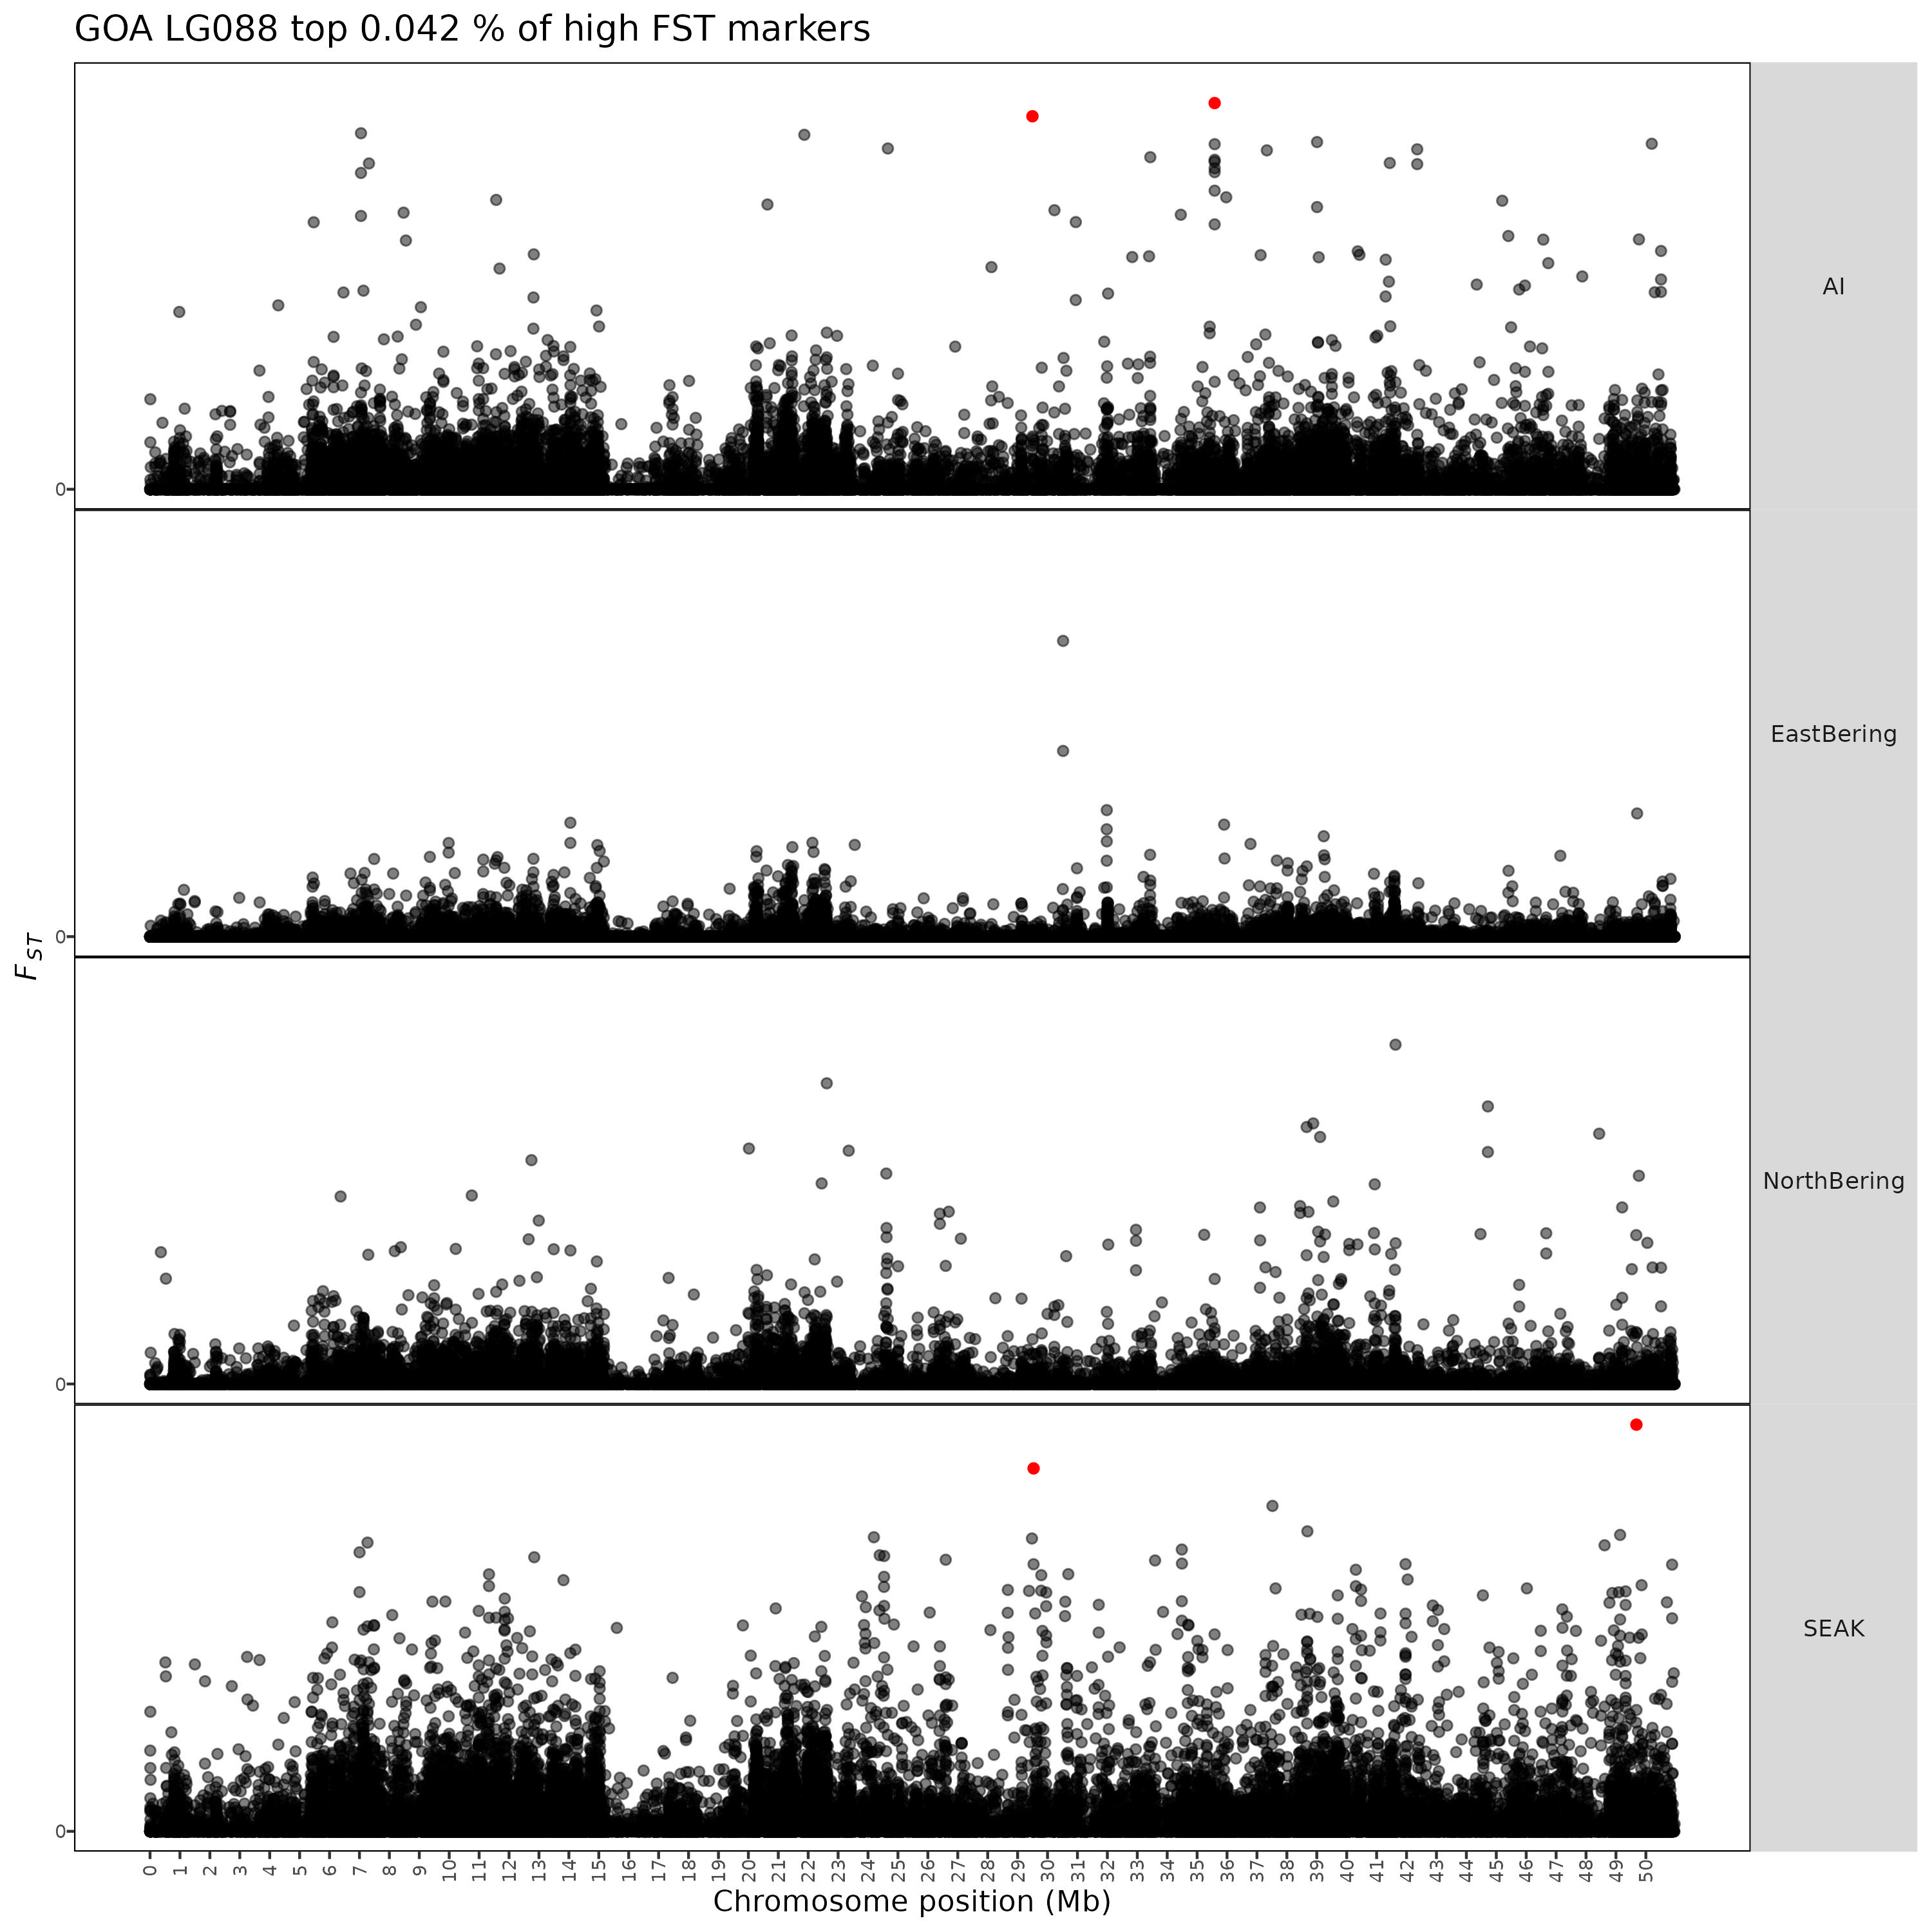 GOA LG088 top 0.042 % of high FST markers
AI
0
EastBering
0
FST
NorthBering
0
SEAK
0
0 1 2 3 4 5 6 7 8 9 10 11 12 13 14 15 16 17 18 19 20 21 22 23 24 25 26 27 28 29 30 31 32 33 34 35 36 37 38 39 40 41 42 43 44 45 46 47 48 49 50
Chromosome position (Mb)